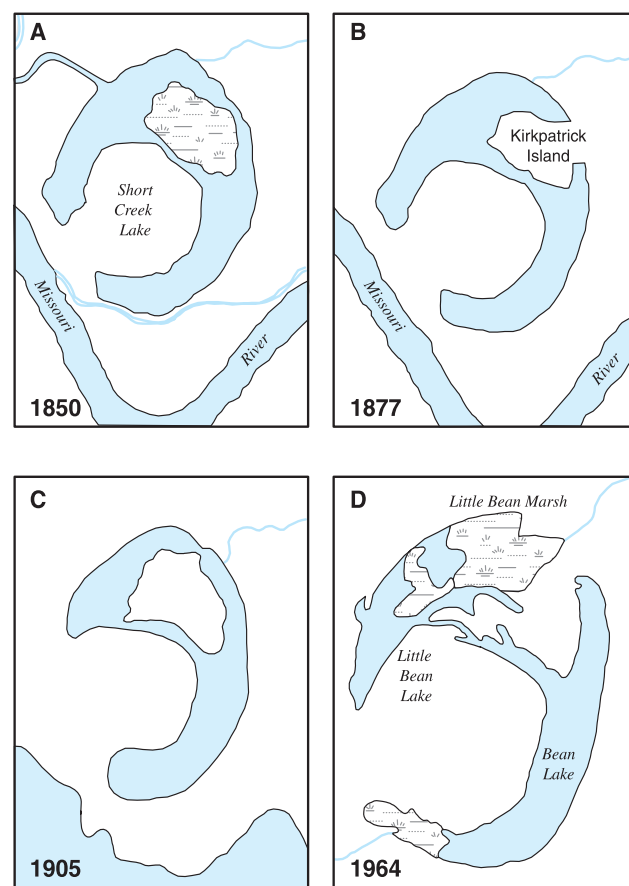 A
Short
Creek
Lake
Missouri
River
1850
B
Kirkpatrick
Island
Missouri
River
1877
C
1905
D
Little Bean Marsh
Little
Bean
Lake
Bean
Lake
1964